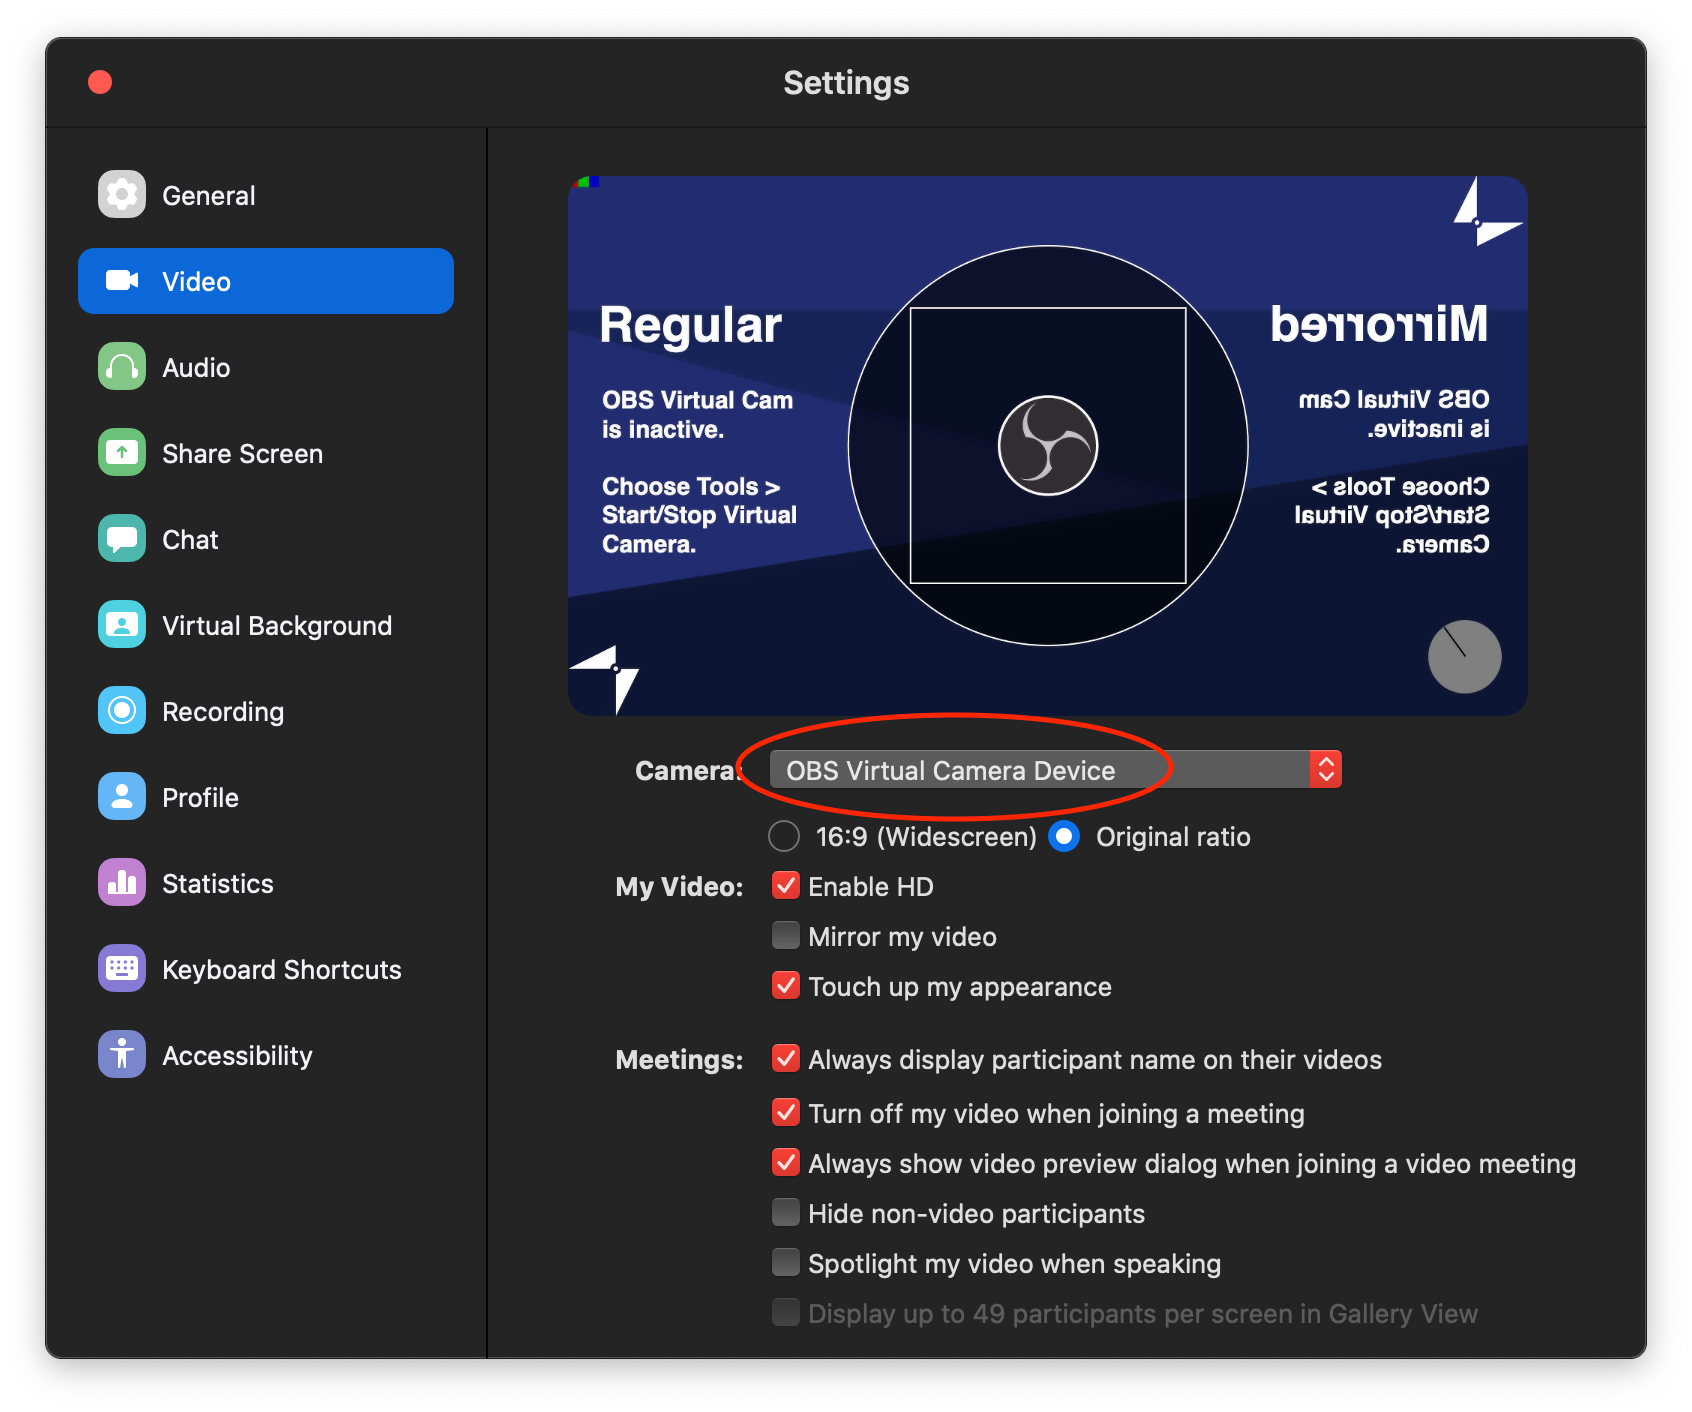 Settings
General
Video
Audio
Share Screen
Chat
Virtual Background
Recording
Profile
Statistics
Keyboard Shortcuts
Accessibility
Regular
OBS Virtual Cam
is inactive.
Choose Tools >
Start/Stop Virtual
Camera.
Mirrored
OBS Virtual Cam
is inactive.
Choose Tools >
Start/Stop Virtual
Camera.
Camera: OBS Virtual Camera Device
16:9 (Widescreen) Original ratio
My Video: Enable HD
Mirror my video
Touch up my appearance
Meetings: Always display participant name on their videos
Turn off my video when joining a meeting
Always show video preview dialog when joining a video meeting
Hide non-video participants
Spotlight my video when speaking
Display up to 49 participants per screen in Gallery View